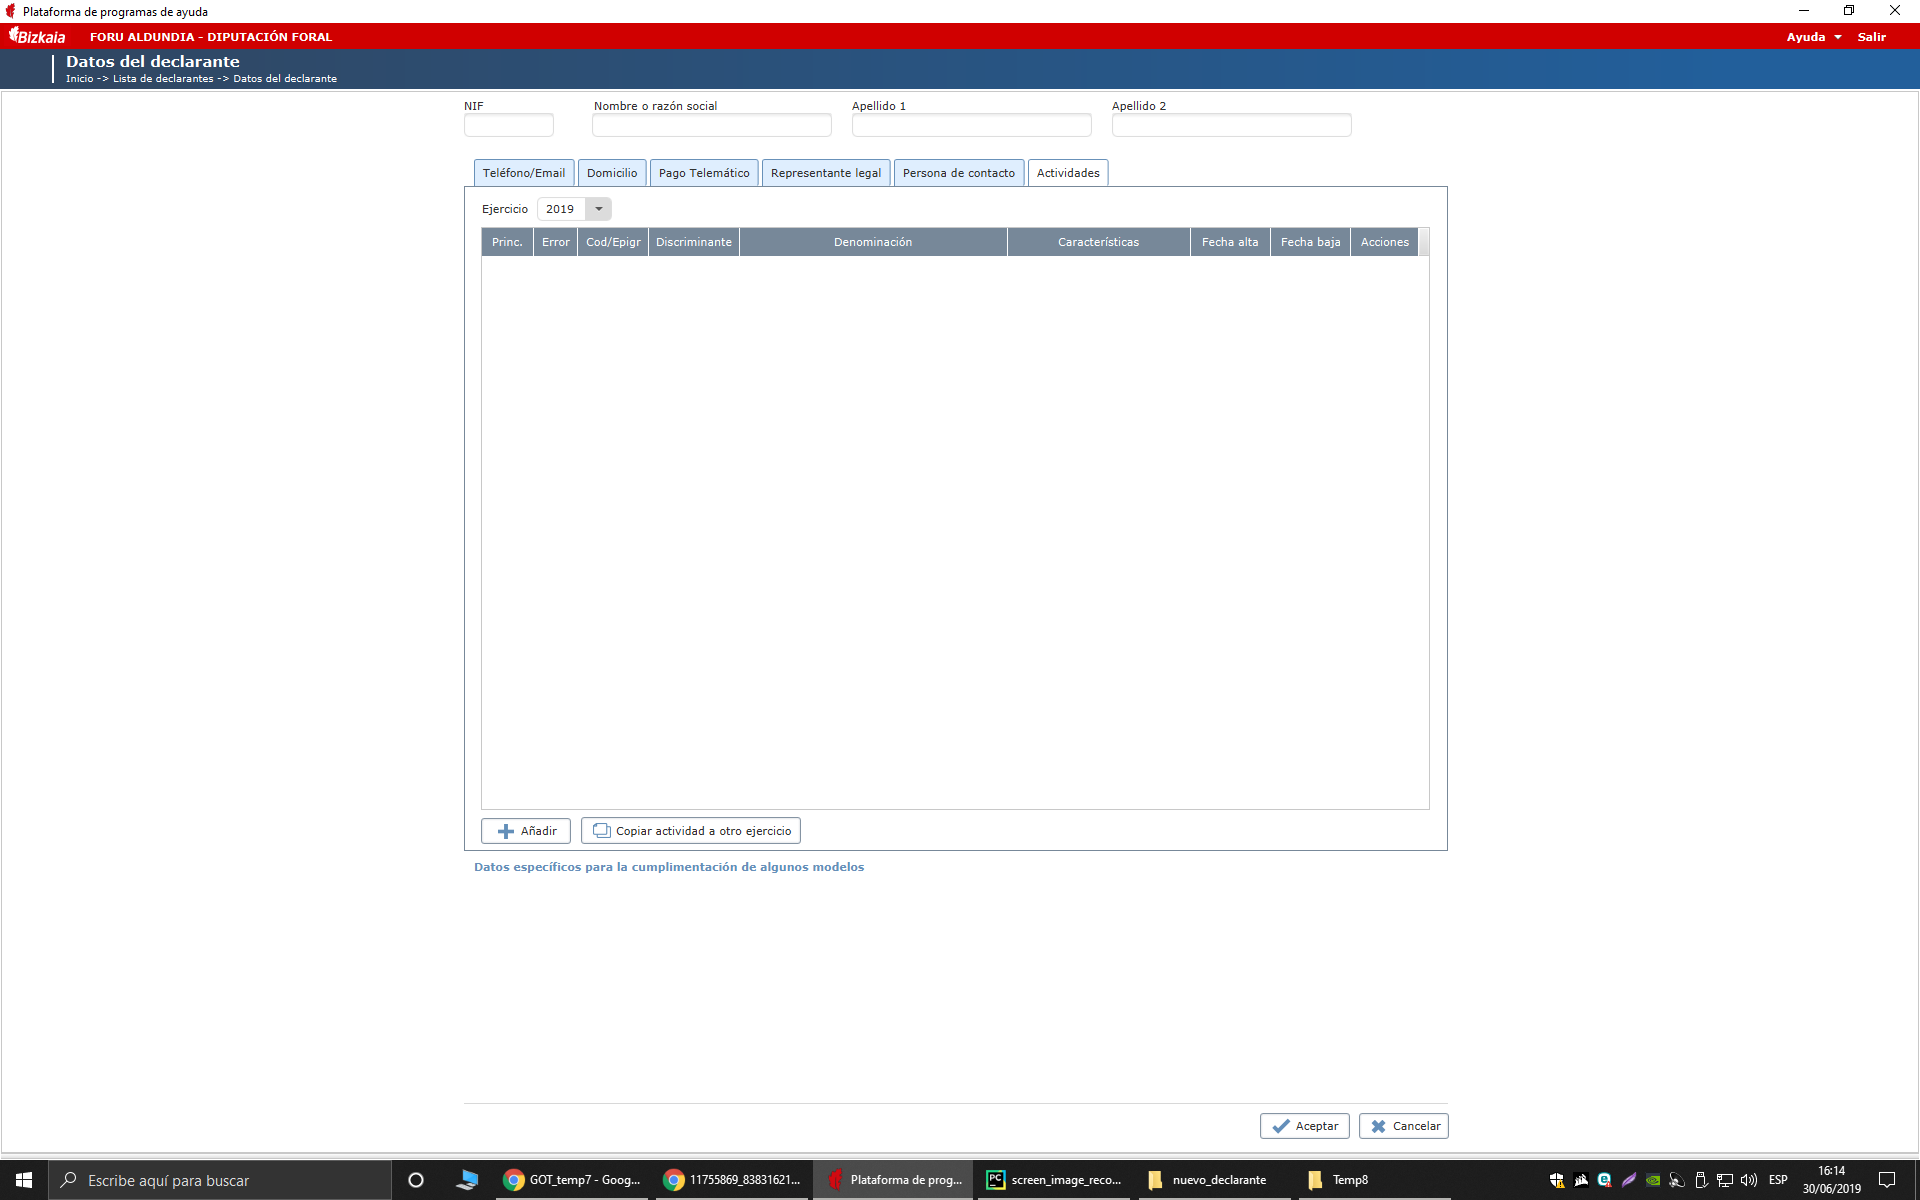 Plataforma de programas de ayuda
Bizkaia FORU ALDUNDIA - DIPUTACIÓN FORAL Ayuda Salir
Datos del declarante
Inicio -> Lista de declarantes -> Datos del declarante
NIF Nombre o razón social Apellido 1 Apellido 2
Teléfono/Email Domicilio Pago Telemático Representante legal Persona de contacto Actividades
Ejercicio 2019
Princ. Error Cod/Epigr Discriminante Denominación Características Fecha alta Fecha baja Acciones
Añadir Copiar actividad a otro ejercicio
Datos específicos para la cumplimentación de algunos modelos
Aceptar Cancelar
Escribe aquí para buscar GOT_temp7 - Goog... 11755869_83831621... Plataforma de prog... PC screen_image_reco... nuevo_declarante Temp8 ESP 16:14
30/06/2019